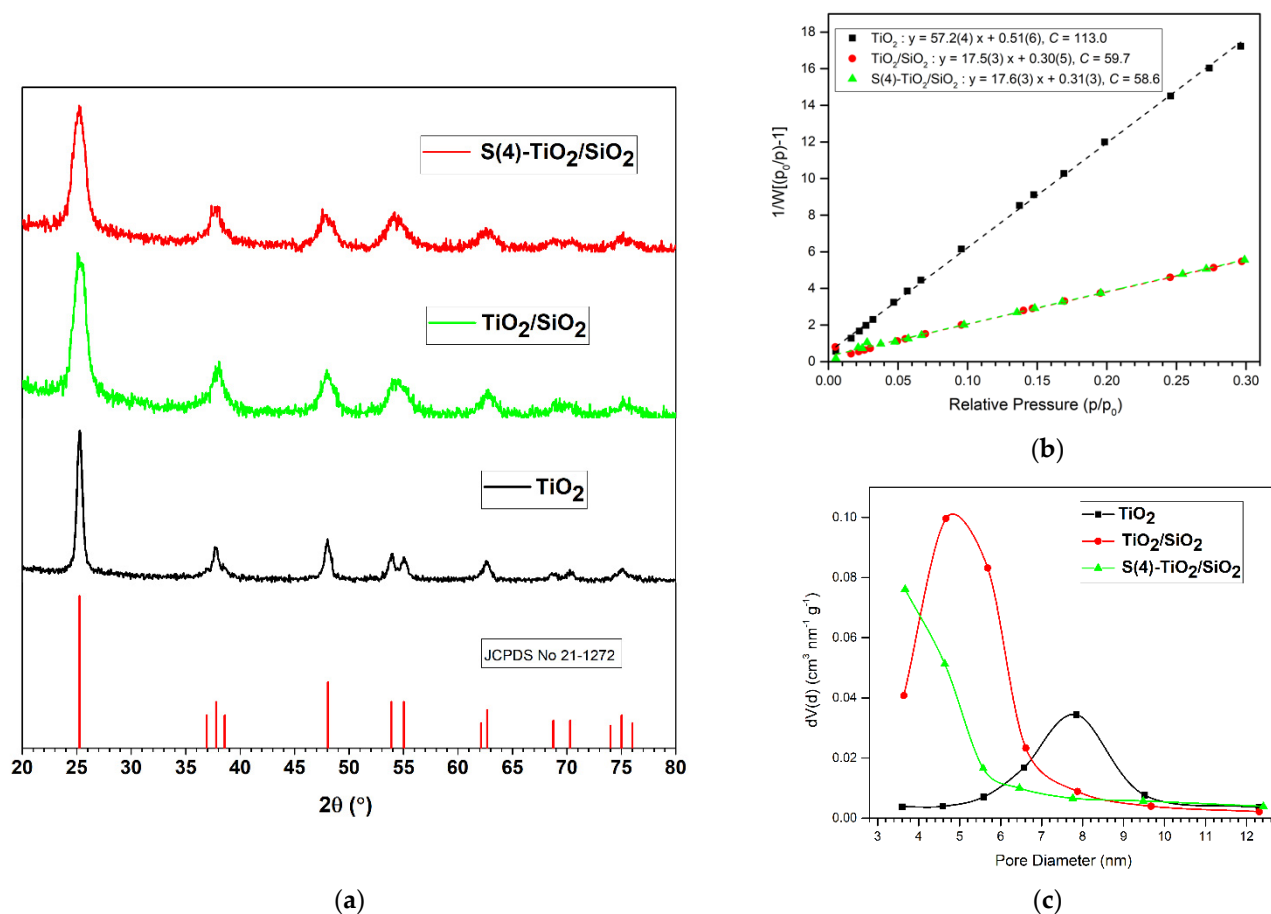 S(4)-TiO₂/SiO₂
TiO₂/SiO₂
TiO₂
JCPDS No 21-1272
20 25 30 35 40 45 50 55 60 65 70 75 80
2θ (°)
(a)
TiO₂ : y = 57.2(4) x + 0.51(6), C = 113.0
TiO₂/SiO₂ : y = 17.5(3) x + 0.30(5), C = 59.7
S(4)-TiO₂/SiO₂ : y = 17.6(3) x + 0.31(3), C = 58.6
18
16
14
12
10
8
6
4
2
0
1/W[(p₀/p)-1]
0.00 0.05 0.10 0.15 0.20 0.25 0.30
Relative Pressure (p/p₀)
(b)
TiO₂
TiO₂/SiO₂
S(4)-TiO₂/SiO₂
0.10
0.08
0.06
0.04
0.02
0.00
dV(d) (cm³ nm⁻¹ g⁻¹)
3 4 5 6 7 8 9 10 11 12
Pore Diameter (nm)
(c)